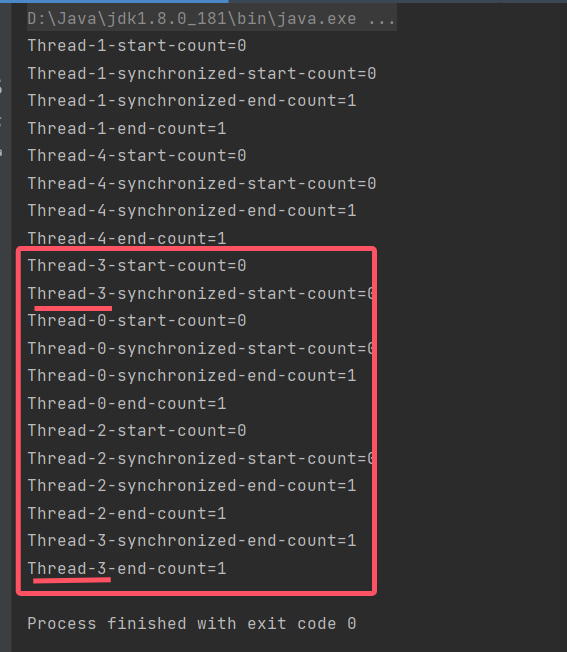 D:\Java\jdk1.8.0_181\bin\java.exe ...
Thread-1-start-count=0
Thread-1-synchronized-start-count=0
Thread-1-synchronized-end-count=1
Thread-1-end-count=1
Thread-4-start-count=0
Thread-4-synchronized-start-count=0
Thread-4-synchronized-end-count=1
Thread-4-end-count=1
Thread-3-start-count=0
Thread-3-synchronized-start-count=0
Thread-0-start-count=0
Thread-0-synchronized-start-count=0
Thread-0-synchronized-end-count=1
Thread-0-end-count=1
Thread-2-start-count=0
Thread-2-synchronized-start-count=0
Thread-2-synchronized-end-count=1
Thread-2-end-count=1
Thread-3-synchronized-end-count=1
Thread-3-end-count=1
Process finished with exit code 0